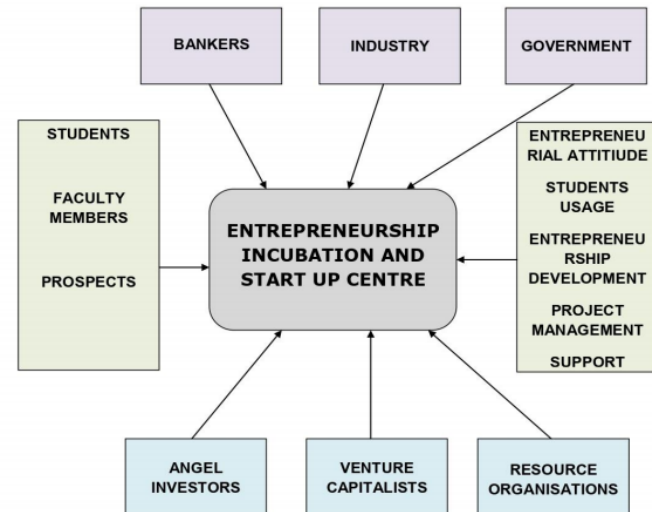 BANKERS
INDUSTRY
GOVERNMENT
STUDENTS
FACULTY
MEMBERS
PROSPECTS
ENTREPRENEURSHIP
INCUBATION AND
START UP CENTRE
ENTREPRENEU
RIAL ATTITIUDE
STUDENTS
USAGE
ENTREPRENEU
RSHIP
DEVELOPMENT
PROJECT
MANAGEMENT
SUPPORT
ANGEL
INVESTORS
VENTURE
CAPITALISTS
RESOURCE
ORGANISATIONS